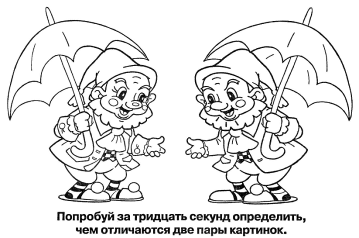 Попробуй за тридцать секунд определить,
чем отличаются две пары картинок.